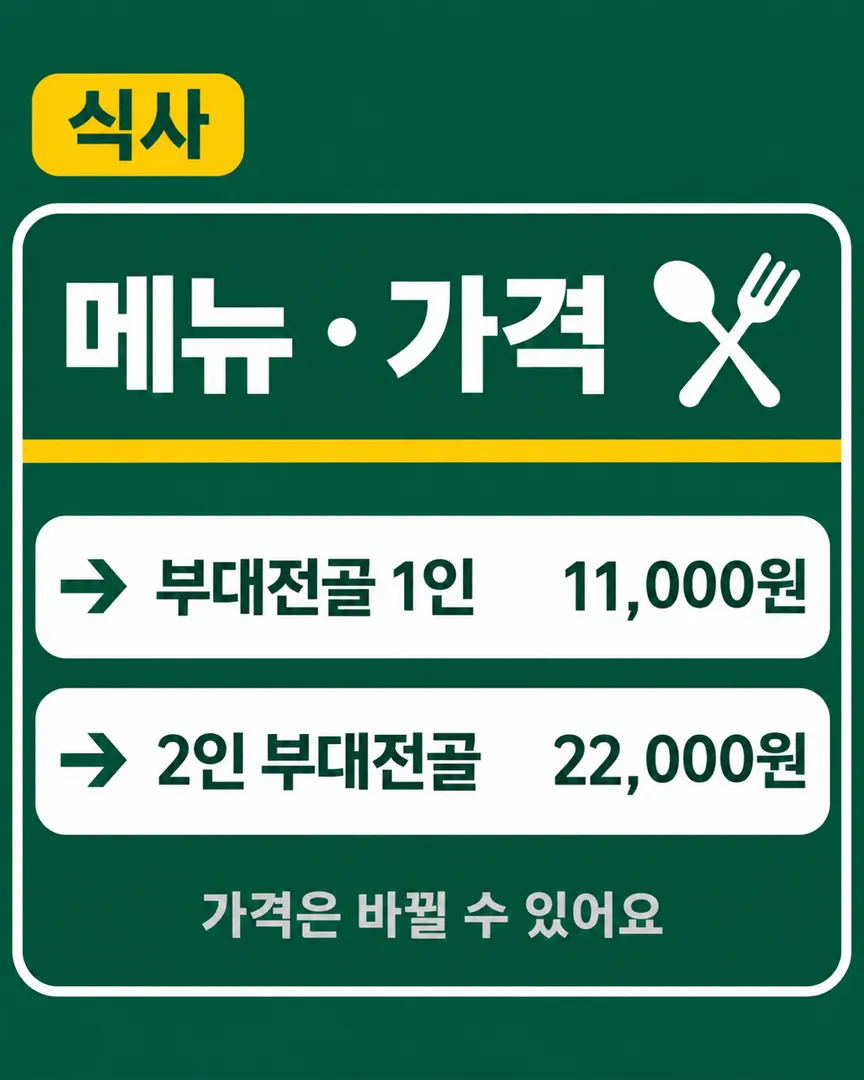 식사
메뉴·가격
→ 부대전골 1인 11,000원
→ 2인 부대전골 22,000원
가격은 바뀔 수 있어요